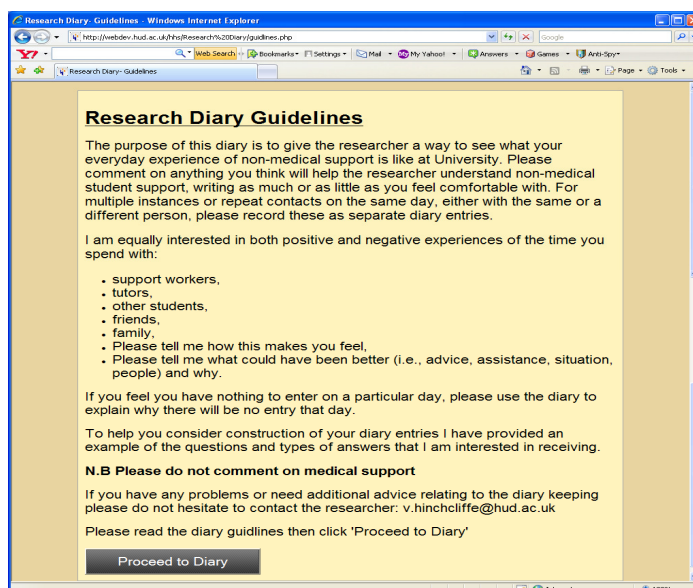 Research Diary- Guidelines - Windows Internet Explorer
http://webdev.hud.ac.uk/hhs/Research%20Diary/guidlines.php
Google
Web Search
Bookmarks
Settings
Mail
My Yahoo!
Answers
Games
Anti-Spy
Research Diary- Guidelines
Page
Tools
Research Diary Guidelines
The purpose of this diary is to give the researcher a way to see what your
everyday experience of non-medical support is like at University. Please
comment on anything you think will help the researcher understand non-medical
student support, writing as much or as little as you feel comfortable with. For
multiple instances or repeat contacts on the same day, either with the same or a
different person, please record these as separate diary entries.
I am equally interested in both positive and negative experiences of the time you
spend with:
• support workers,
• tutors,
• other students,
• friends,
• family,
• Please tell me how this makes you feel,
• Please tell me what could have been better (i.e., advice, assistance, situation,
people) and why.
If you feel you have nothing to enter on a particular day, please use the diary to
explain why there will be no entry that day.
To help you consider construction of your diary entries I have provided an
example of the questions and types of answers that I am interested in receiving.
N.B Please do not comment on medical support
If you have any problems or need additional advice relating to the diary keeping
please do not hesitate to contact the researcher: v.hinchcliffe@hud.ac.uk
Please read the diary guidlines then click 'Proceed to Diary'
Proceed to Diary